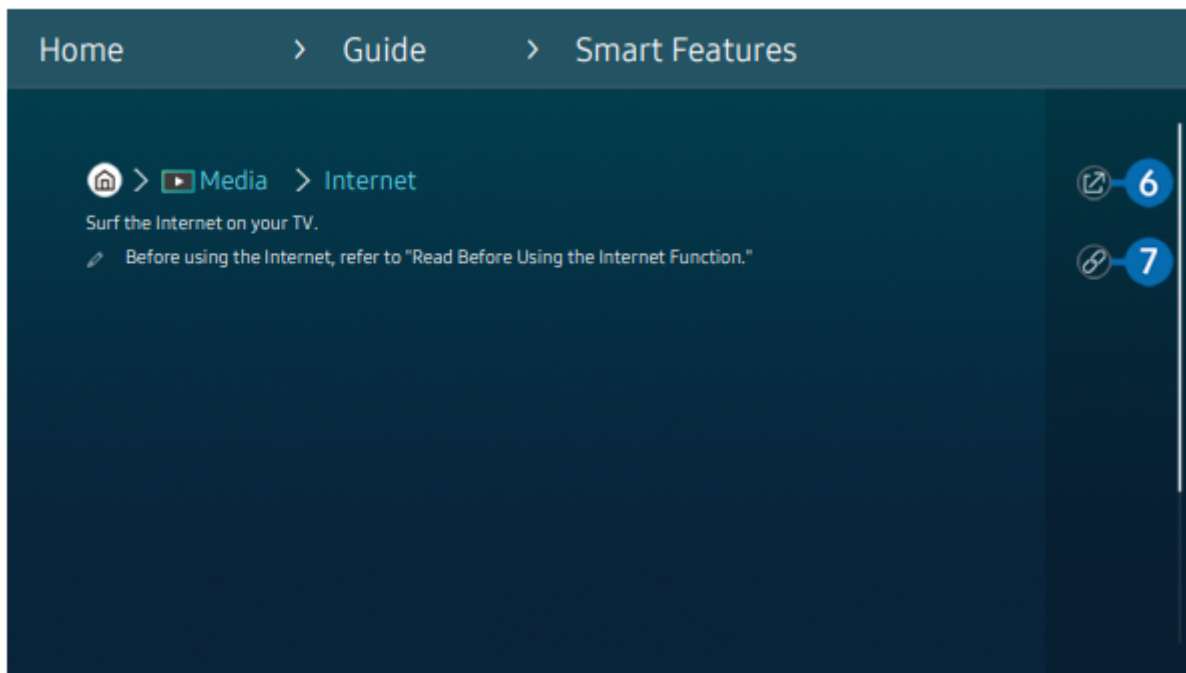 Home > Guide > Smart Features
> Media > Internet
6
Surf the Internet on your TV.
Before using the Internet, refer to "Read Before Using the Internet Function."
7